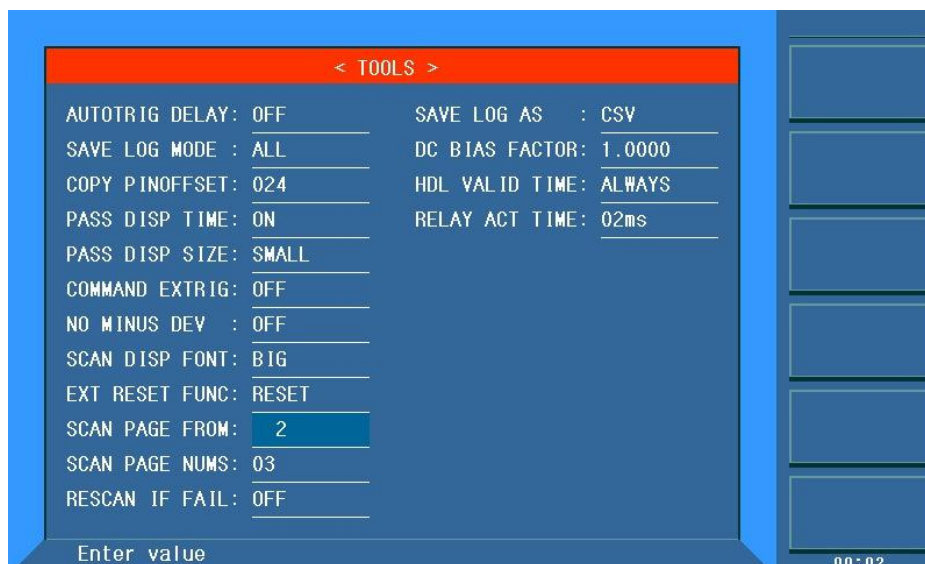 < TOOLS >
AUTOTRIG DELAY: OFF
SAVE LOG MODE : ALL
COPY PINOFFSET: 024
PASS DISP TIME: ON
PASS DISP SIZE: SMALL
COMMAND EXTRIG: OFF
NO MINUS DEV : OFF
SCAN DISP FONT: BIG
EXT RESET FUNC: RESET
SCAN PAGE FROM: 2
SCAN PAGE NUMS: 03
RESCAN IF FAIL: OFF
SAVE LOG AS : CSV
DC BIAS FACTOR: 1.0000
HDL VALID TIME: ALWAYS
RELAY ACT TIME: 02ms
Enter value